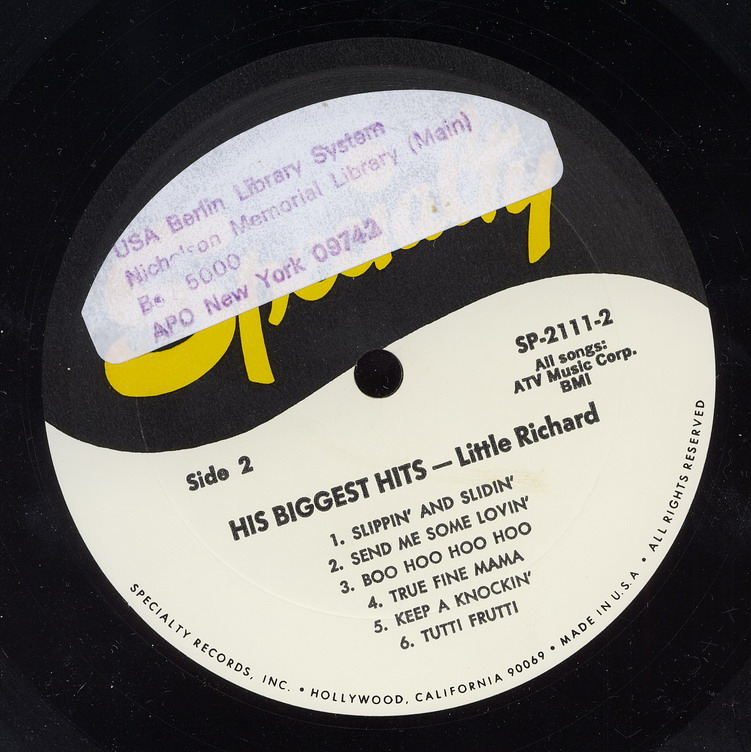 USA Berlin Library System
Nicholson Memorial Library (Main)
Box 5000
APO New York 09742
Specialty
SP-2111-2
All songs:
ATV Music Corp.
BMI
Side 2
HIS BIGGEST HITS — Little Richard
1. SLIPPIN' AND SLIDIN'
2. SEND ME SOME LOVIN'
3. BOO HOO HOO HOO
4. TRUE FINE MAMA
5. KEEP A KNOCKIN'
6. TUTTI FRUTTI
SPECIALTY RECORDS, INC. • HOLLYWOOD, CALIFORNIA 90069 • MADE IN U.S.A • ALL RIGHTS RESERVED